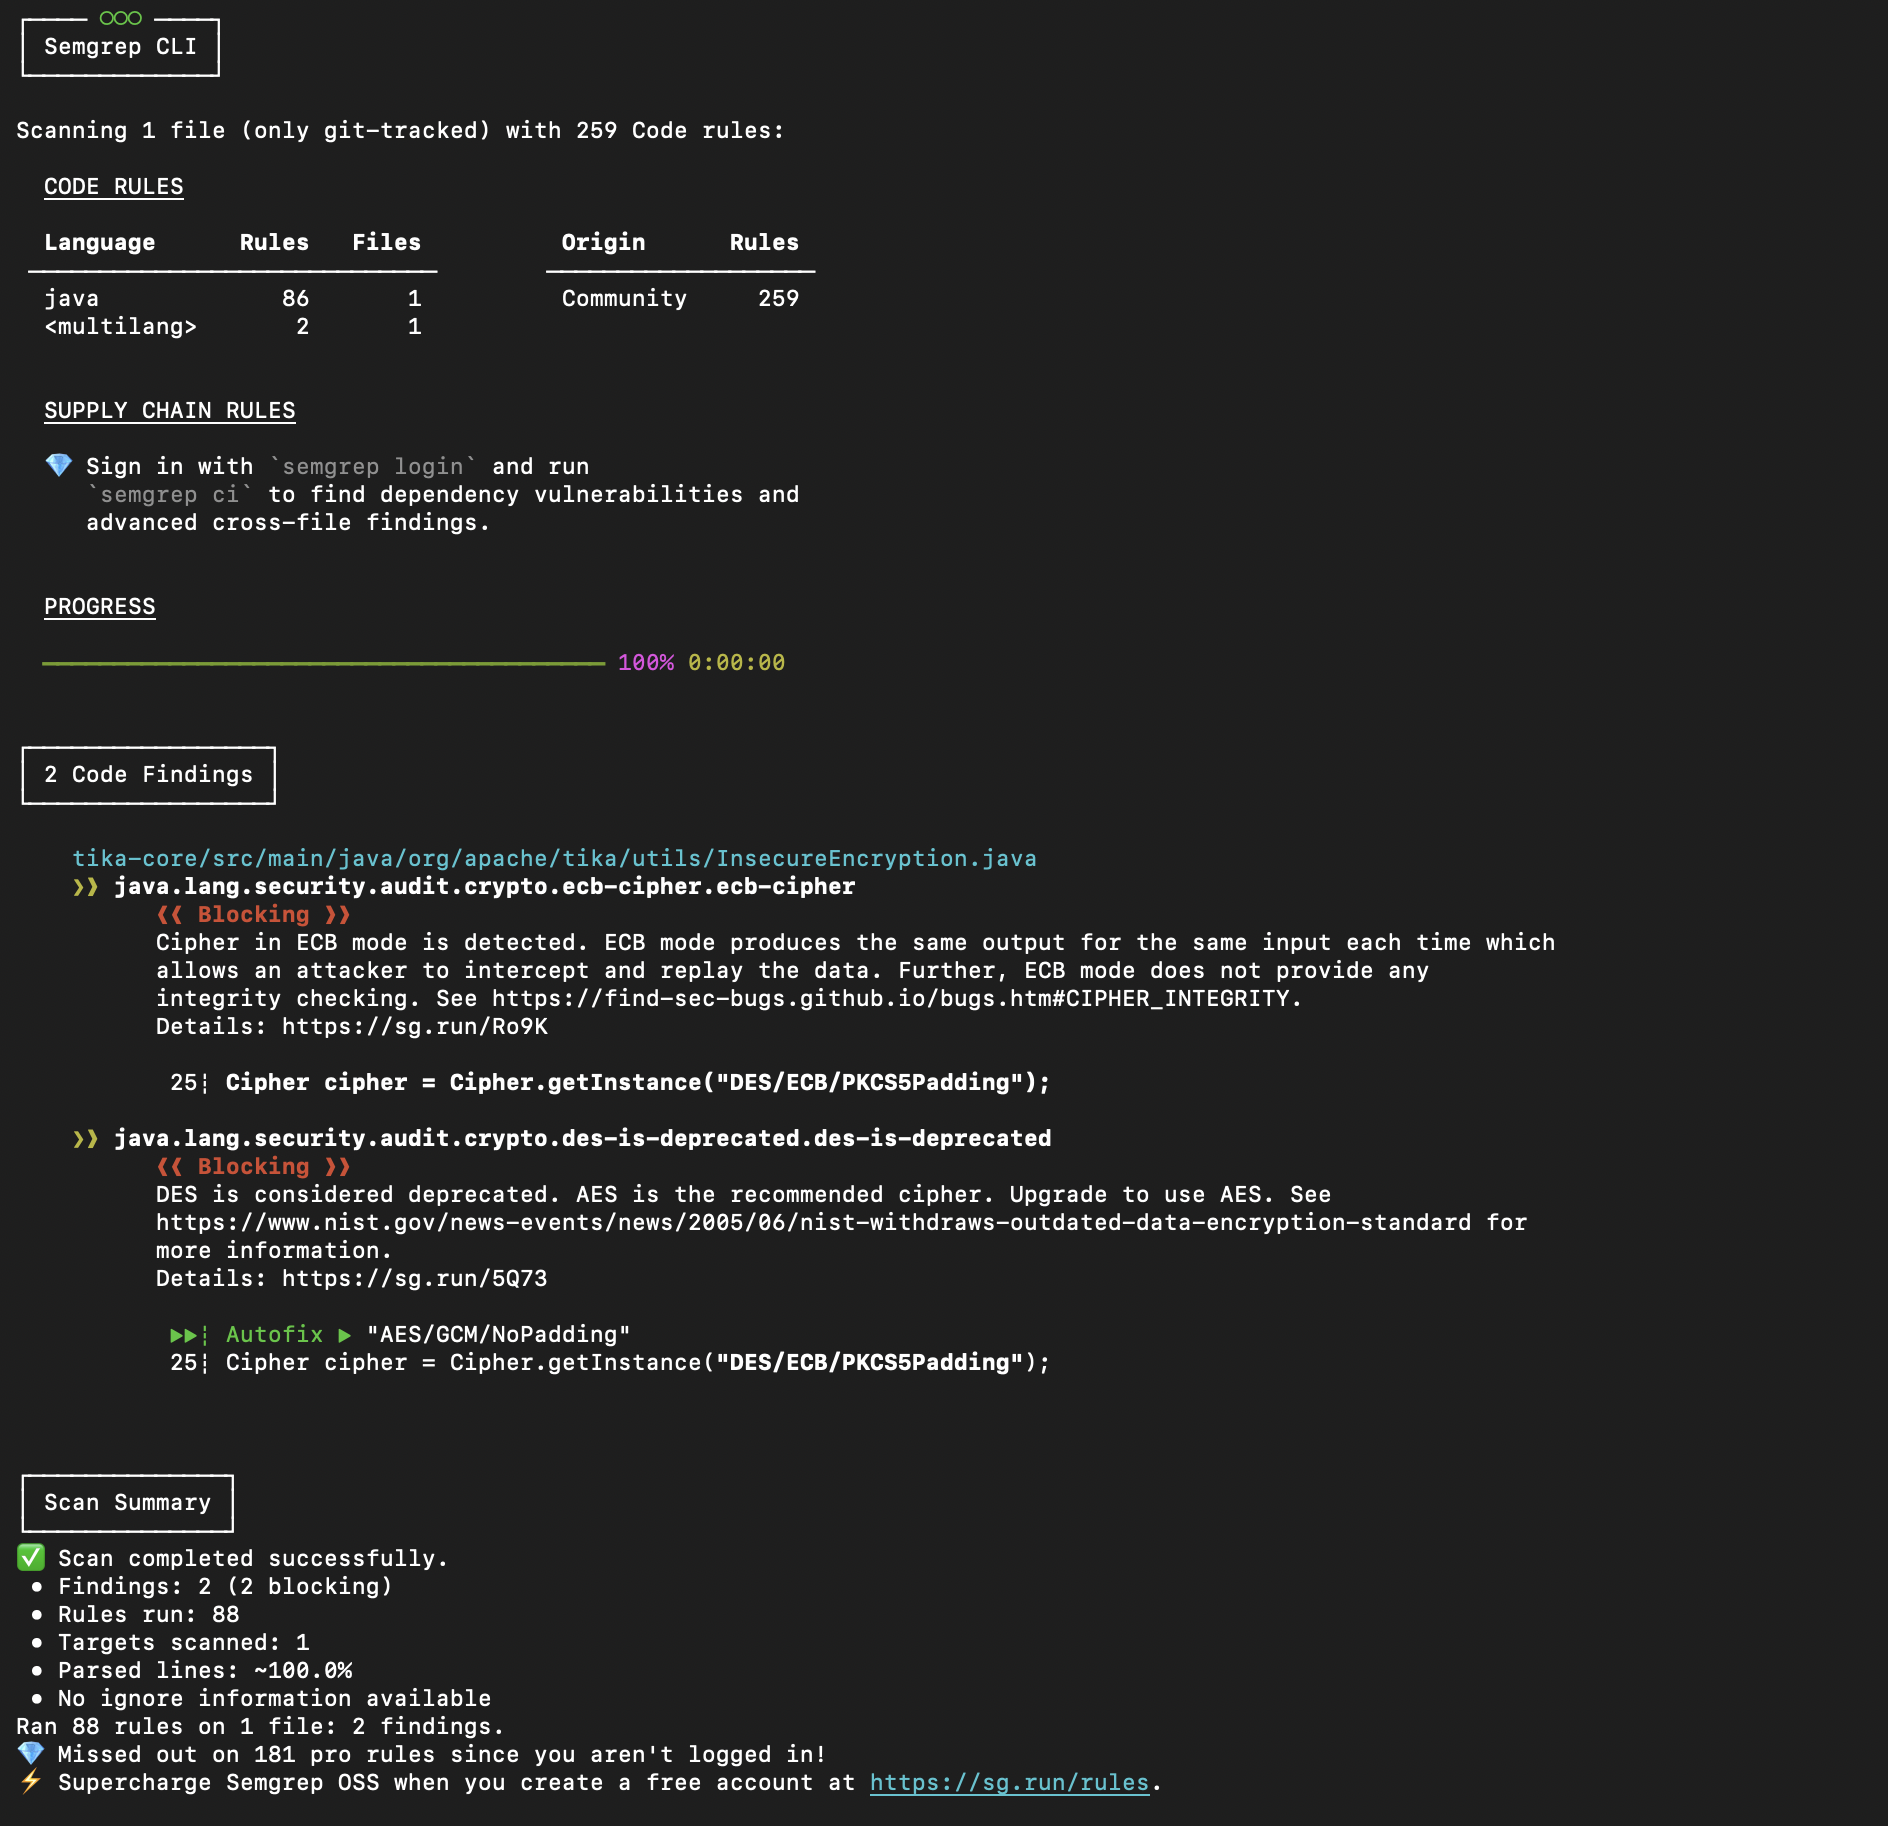 Semgrep CLI
Scanning 1 file (only git-tracked) with 259 Code rules:
CODE RULES
Language Rules Files Origin Rules
java 86 1 Community 259
<multilang> 2 1
SUPPLY CHAIN RULES
💎 Sign in with `semgrep login` and run
`semgrep ci` to find dependency vulnerabilities and
advanced cross-file findings.
PROGRESS
100% 0:00:00
2 Code Findings
tika-core/src/main/java/org/apache/tika/utils/InsecureEncryption.java
❯❱ java.lang.security.audit.crypto.ecb-cipher.ecb-cipher
❰❰ Blocking ❱❱
Cipher in ECB mode is detected. ECB mode produces the same output for the same input each time which
allows an attacker to intercept and replay the data. Further, ECB mode does not provide any
integrity checking. See https://find-sec-bugs.github.io/bugs.htm#CIPHER_INTEGRITY.
Details: https://sg.run/Ro9K
25┆ Cipher cipher = Cipher.getInstance("DES/ECB/PKCS5Padding");
❯❱ java.lang.security.audit.crypto.des-is-deprecated.des-is-deprecated
❰❰ Blocking ❱❱
DES is considered deprecated. AES is the recommended cipher. Upgrade to use AES. See
https://www.nist.gov/news-events/news/2005/06/nist-withdraws-outdated-data-encryption-standard for
more information.
Details: https://sg.run/5Q73
▶▶┆ Autofix ▶ "AES/GCM/NoPadding"
25┆ Cipher cipher = Cipher.getInstance("DES/ECB/PKCS5Padding");
Scan Summary
✅ Scan completed successfully.
• Findings: 2 (2 blocking)
• Rules run: 88
• Targets scanned: 1
• Parsed lines: ~100.0%
• No ignore information available
Ran 88 rules on 1 file: 2 findings.
💎 Missed out on 181 pro rules since you aren't logged in!
⚡ Supercharge Semgrep OSS when you create a free account at https://sg.run/rules.